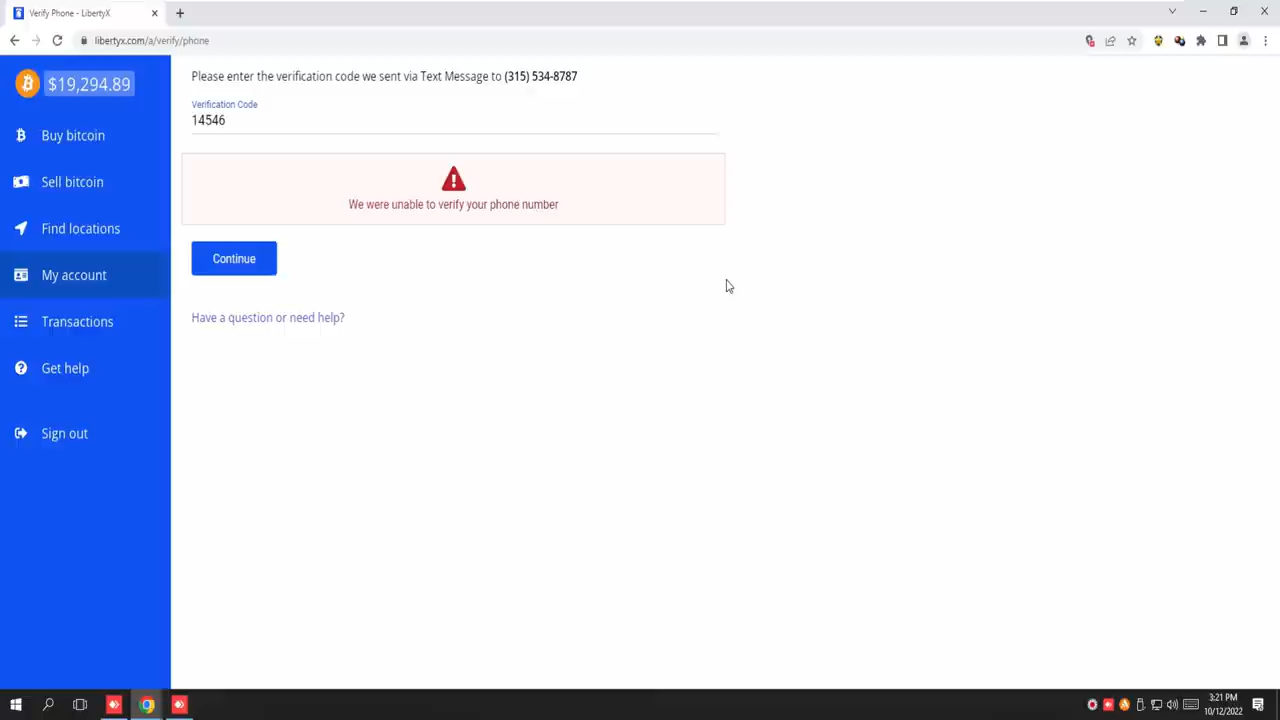 Verify Phone - LibertyX
libertyx.com/a/verify/phone
$19,294.89
Buy bitcoin
Sell bitcoin
Find locations
My account
Transactions
Get help
Sign out
Please enter the verification code we sent via Text Message to (315) 534-8787
Verification Code
14546
We were unable to verify your phone number
Continue
Have a question or need help?
3:21 PM
10/12/2022